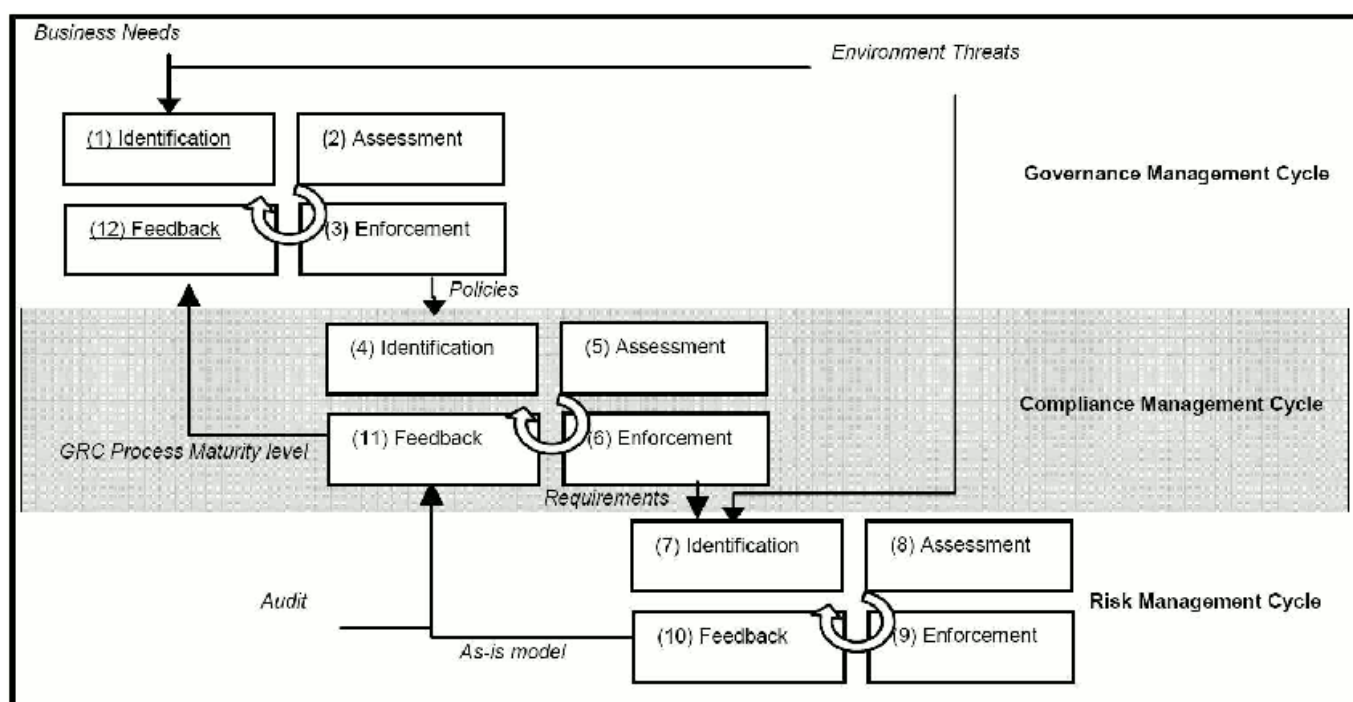 Business Needs
Environment Threats
(1) Identification
(2) Assessment
Governance Management Cycle
(12) Feedback
(3) Enforcement
Policies
(4) Identification
(5) Assessment
Compliance Management Cycle
(11) Feedback
(6) Enforcement
GRC Process Maturity level
Requirements
(7) Identification
(8) Assessment
Audit
Risk Management Cycle
(10) Feedback
(9) Enforcement
As-is model